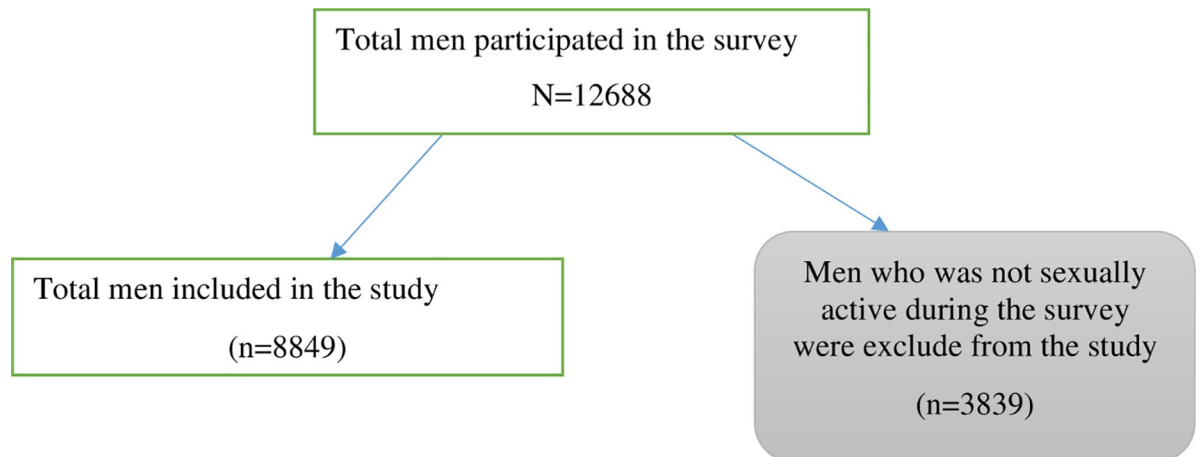 Total men participated in the survey
N=12688
Total men included in the study
(n=8849)
Men who was not sexually
active during the survey
were exclude from the study
(n=3839)